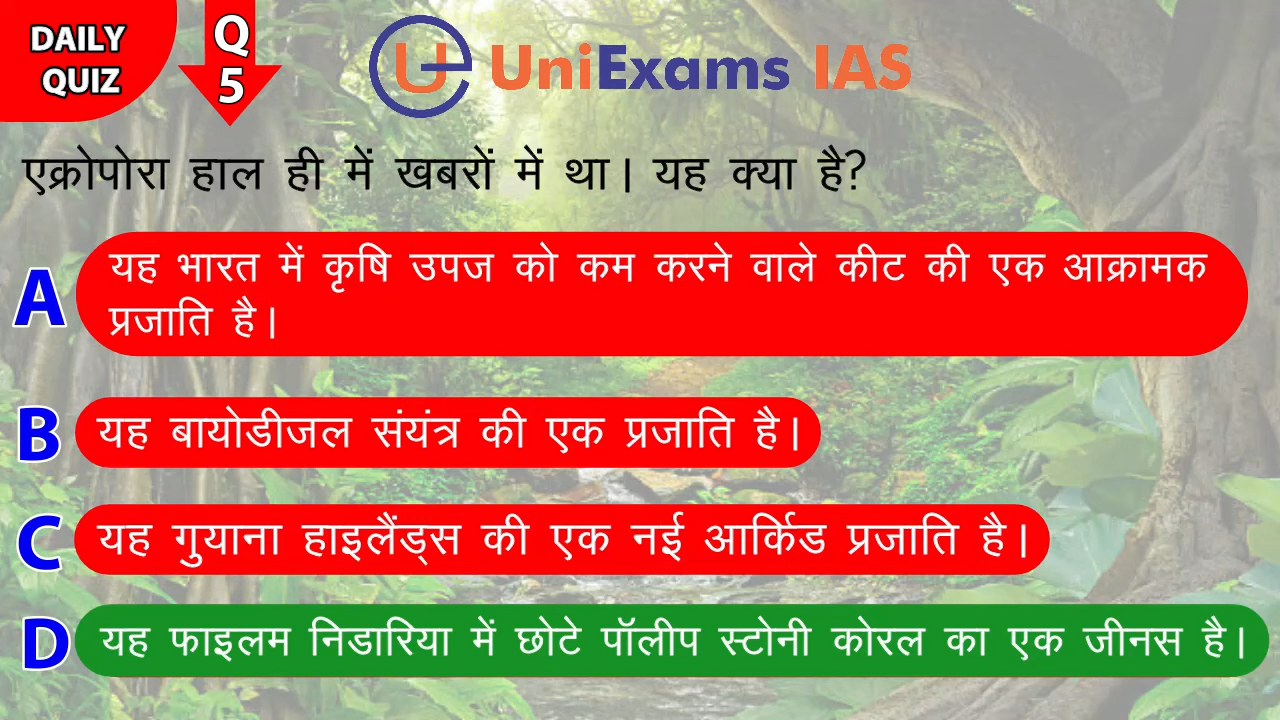 DAILY
QUIZ
Q
5
UniExams IAS
एक्रोपोरा हाल ही में खबरों में था। यह क्या है?
A
यह भारत में कृषि उपज को कम करने वाले कीट की एक आक्रामक
प्रजाति है।
B
यह बायोडीजल संयंत्र की एक प्रजाति है।
C
यह गुयाना हाइलैंड्स की एक नई आर्किड प्रजाति है।
D
यह फाइलम निडारिया में छोटे पॉलीप स्टोनी कोरल का एक जीनस है।